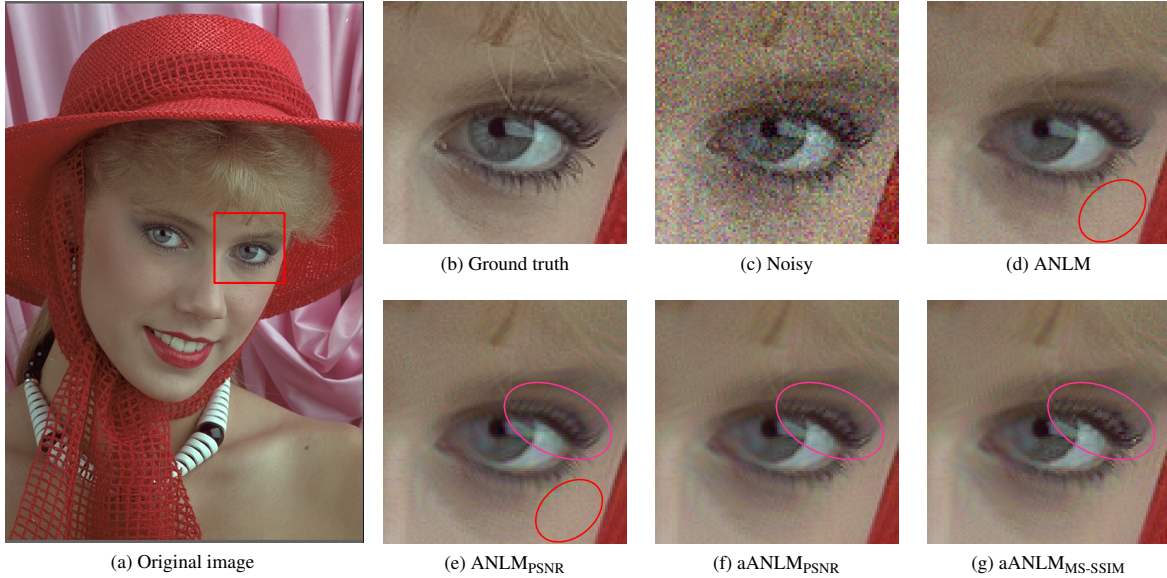 (b) Ground truth
(c) Noisy
(d) ANLM
(a) Original image
(e) ANLMPSNR
(f) aANLMPSNR
(g) aANLMMS-SSIM